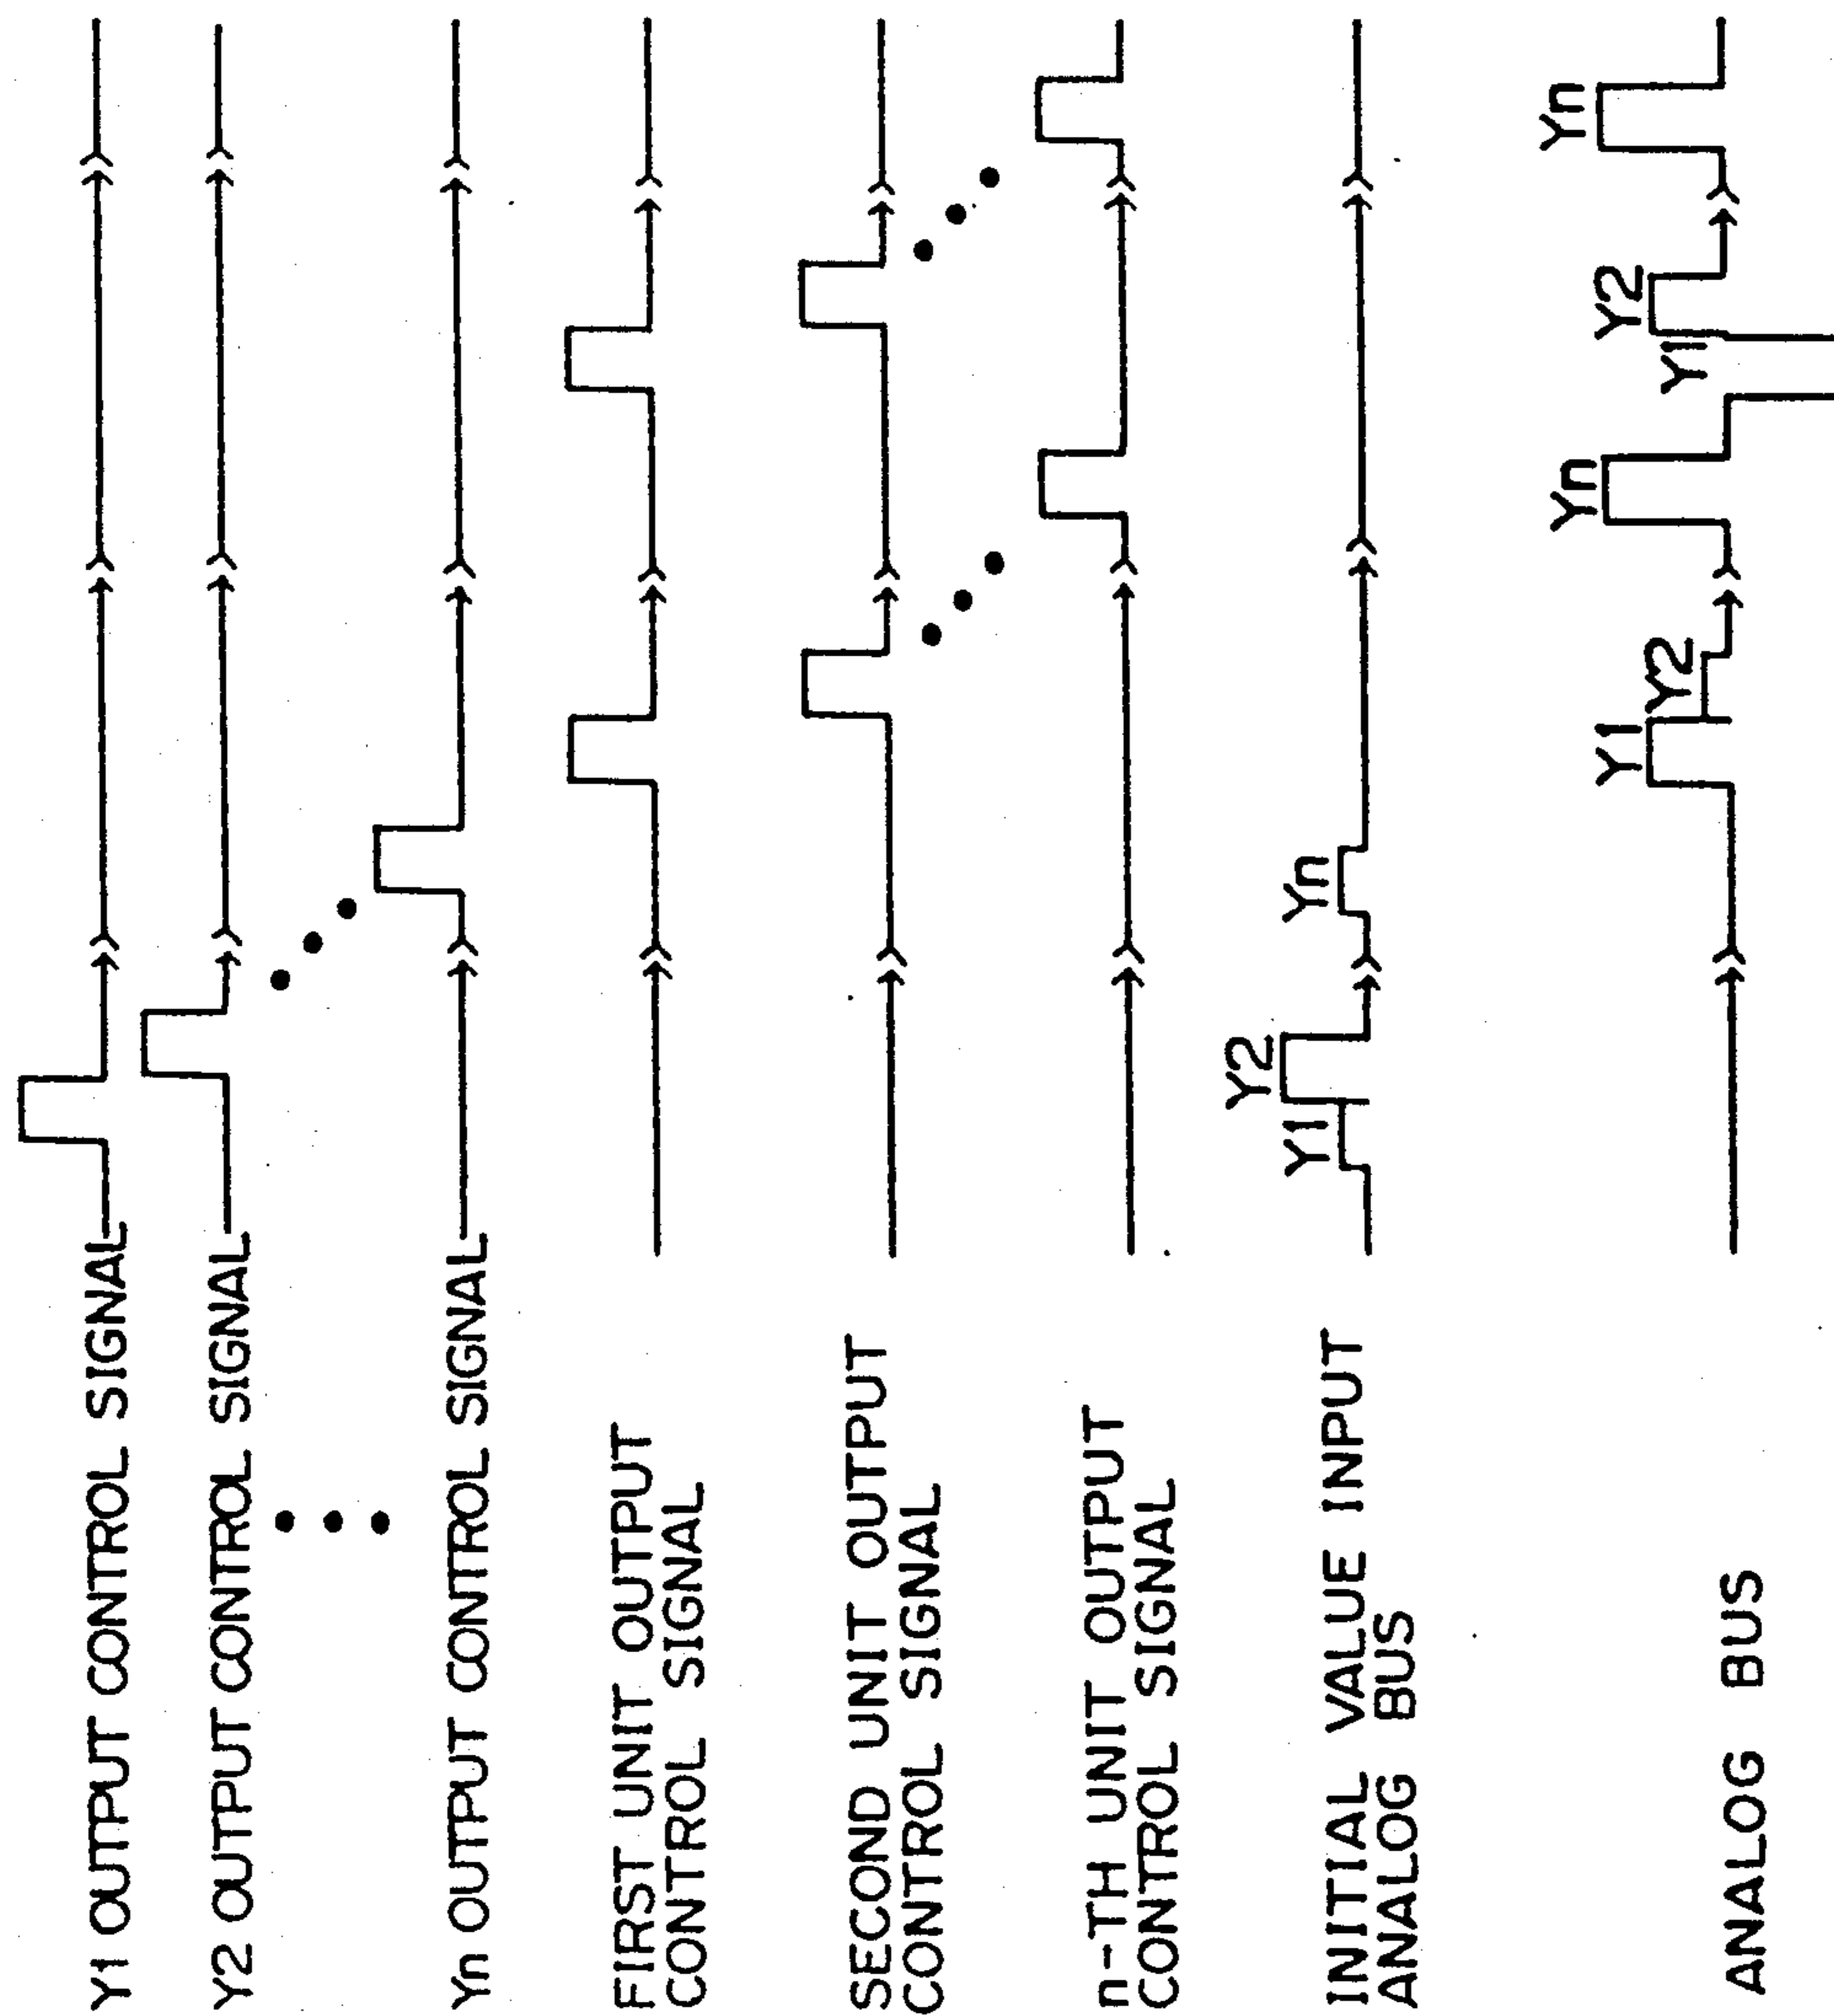 Y1 OUTPUT CONTROL SIGNAL
Y2 OUTPUT CONTROL SIGNAL
Yn OUTPUT CONTROL SIGNAL
FIRST UNIT OUTPUT
CONTROL SIGNAL
SECOND UNIT OUTPUT
CONTROL SIGNAL
n-TH UNIT OUTPUT
CONTROL SIGNAL
INITIAL VALUE INPUT
ANALOG BUS
Y1
Y2
Yn
ANALOG BUS
Y1
Y2
Yn
Y1
Y2
Yn